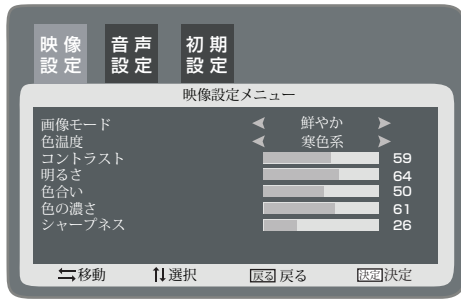 映像設定 音声設定 初期設定
映像設定メニュー
画像モード 鮮やか
色温度 寒色系
コントラスト 59
明るさ 64
色合い 50
色の濃さ 61
シャープネス 26
移動 選択 戻る 戻る 決定 決定